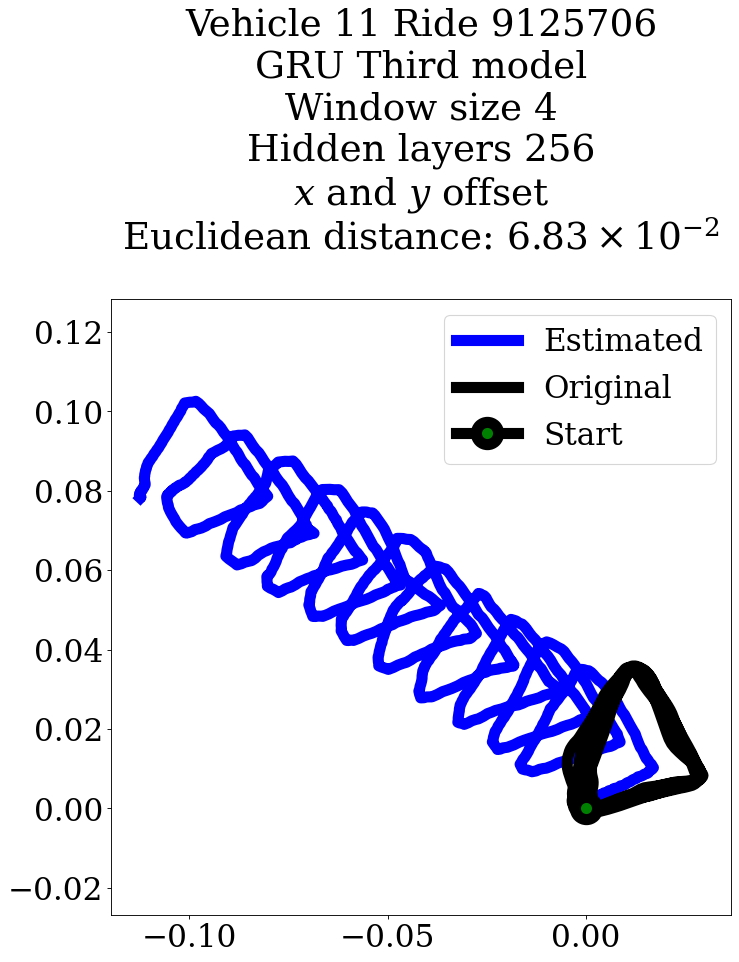 Vehicle 11 Ride 9125706
GRU Third model
Window size 4
Hidden layers 256
x and y offset
Euclidean distance: 6.83 × 10⁻²
Estimated
Original
Start
0.12
0.10
0.08
0.06
0.04
0.02
0.00
−0.02
−0.10
−0.05
0.00